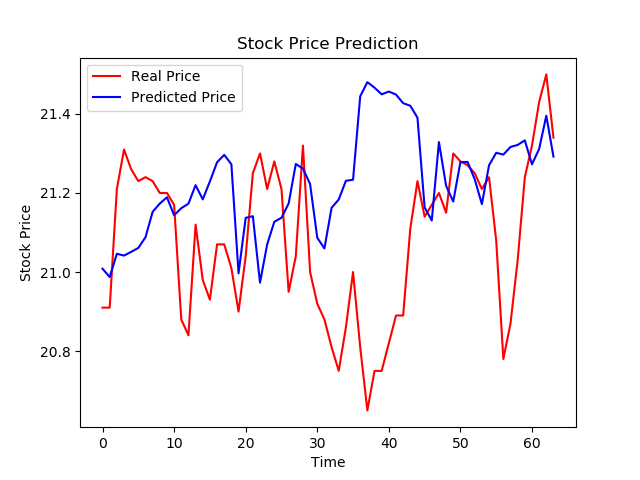 Stock Price Prediction
Real Price
Predicted Price
Stock Price
21.4
21.2
21.0
20.8
0 10 20 30 40 50 60
Time